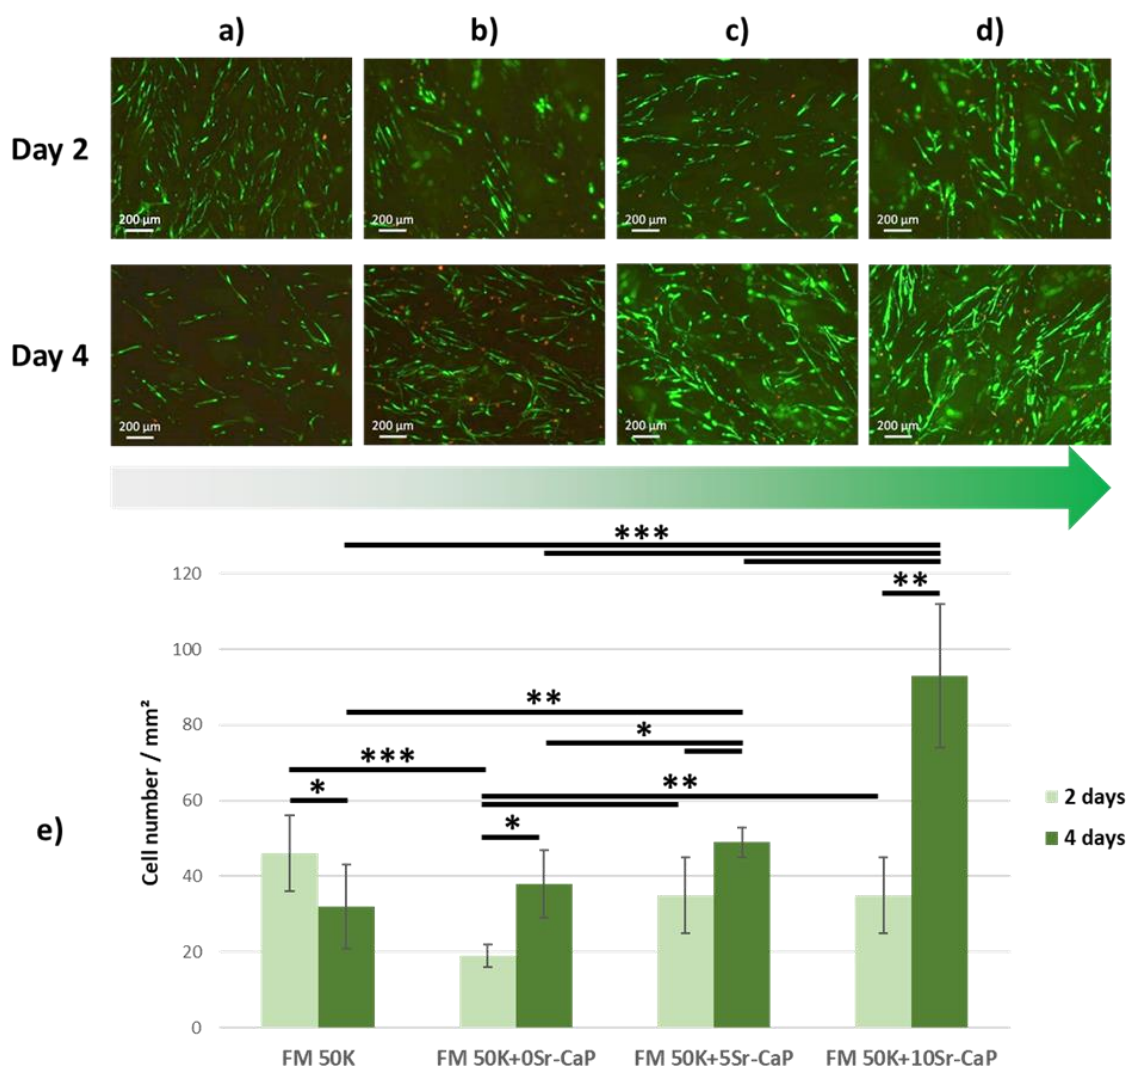 a) b) c) d)
Day 2
200 µm 200 µm 200 µm 200 µm
Day 4
200 µm 200 µm 200 µm 200 µm
***
120
**
100
**
80
*
***
**
*
60
*
40
20
0
Cell number / mm²
e)
2 days
4 days
FM 50K FM 50K+0Sr-CaP FM 50K+5Sr-CaP FM 50K+10Sr-CaP